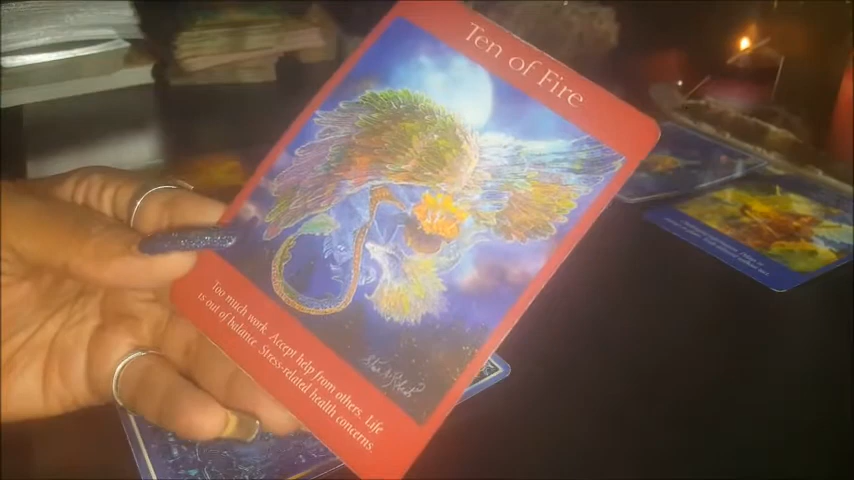 Ten of Fire
Too much work. Accept help from others. Life
is out of balance. Stress-related health concerns.